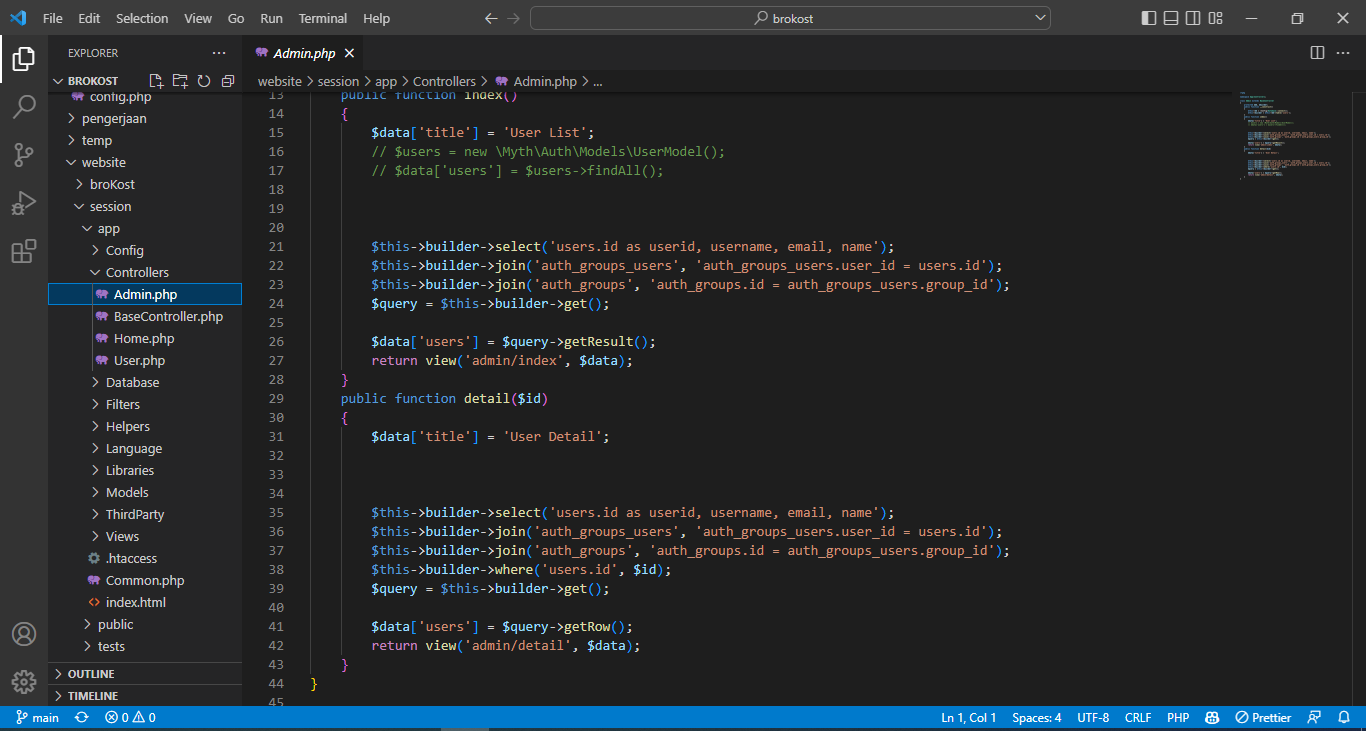 File Edit Selection View Go Run Terminal Help
brokost
EXPLORER
BROKOST
config.php
pengerjaan
temp
website
broKost
session
app
Config
Controllers
Admin.php
BaseController.php
Home.php
User.php
Database
Filters
Helpers
Language
Libraries
Models
ThirdParty
Views
.htaccess
Common.php
index.html
public
tests
OUTLINE
TIMELINE
Admin.php
website > session > app > Controllers > Admin.php > ...
13 public function index()
14 {
15 $data['title'] = 'User List';
16 // $users = new \Myth\Auth\Models\UserModel();
17 // $data['users'] = $users->findAll();
18
19
20
21 $this->builder->select('users.id as userid, username, email, name');
22 $this->builder->join('auth_groups_users', 'auth_groups_users.user_id = users.id');
23 $this->builder->join('auth_groups', 'auth_groups.id = auth_groups_users.group_id');
24 $query = $this->builder->get();
25
26 $data['users'] = $query->getResult();
27 return view('admin/index', $data);
28 }
29 public function detail($id)
30 {
31 $data['title'] = 'User Detail';
32
33
34
35 $this->builder->select('users.id as userid, username, email, name');
36 $this->builder->join('auth_groups_users', 'auth_groups_users.user_id = users.id');
37 $this->builder->join('auth_groups', 'auth_groups.id = auth_groups_users.group_id');
38 $this->builder->where('users.id', $id);
39 $query = $this->builder->get();
40
41 $data['users'] = $query->getRow();
42 return view('admin/detail', $data);
43 }
44 }
45
main 0 0 Ln 1, Col 1 Spaces: 4 UTF-8 CRLF PHP Prettier